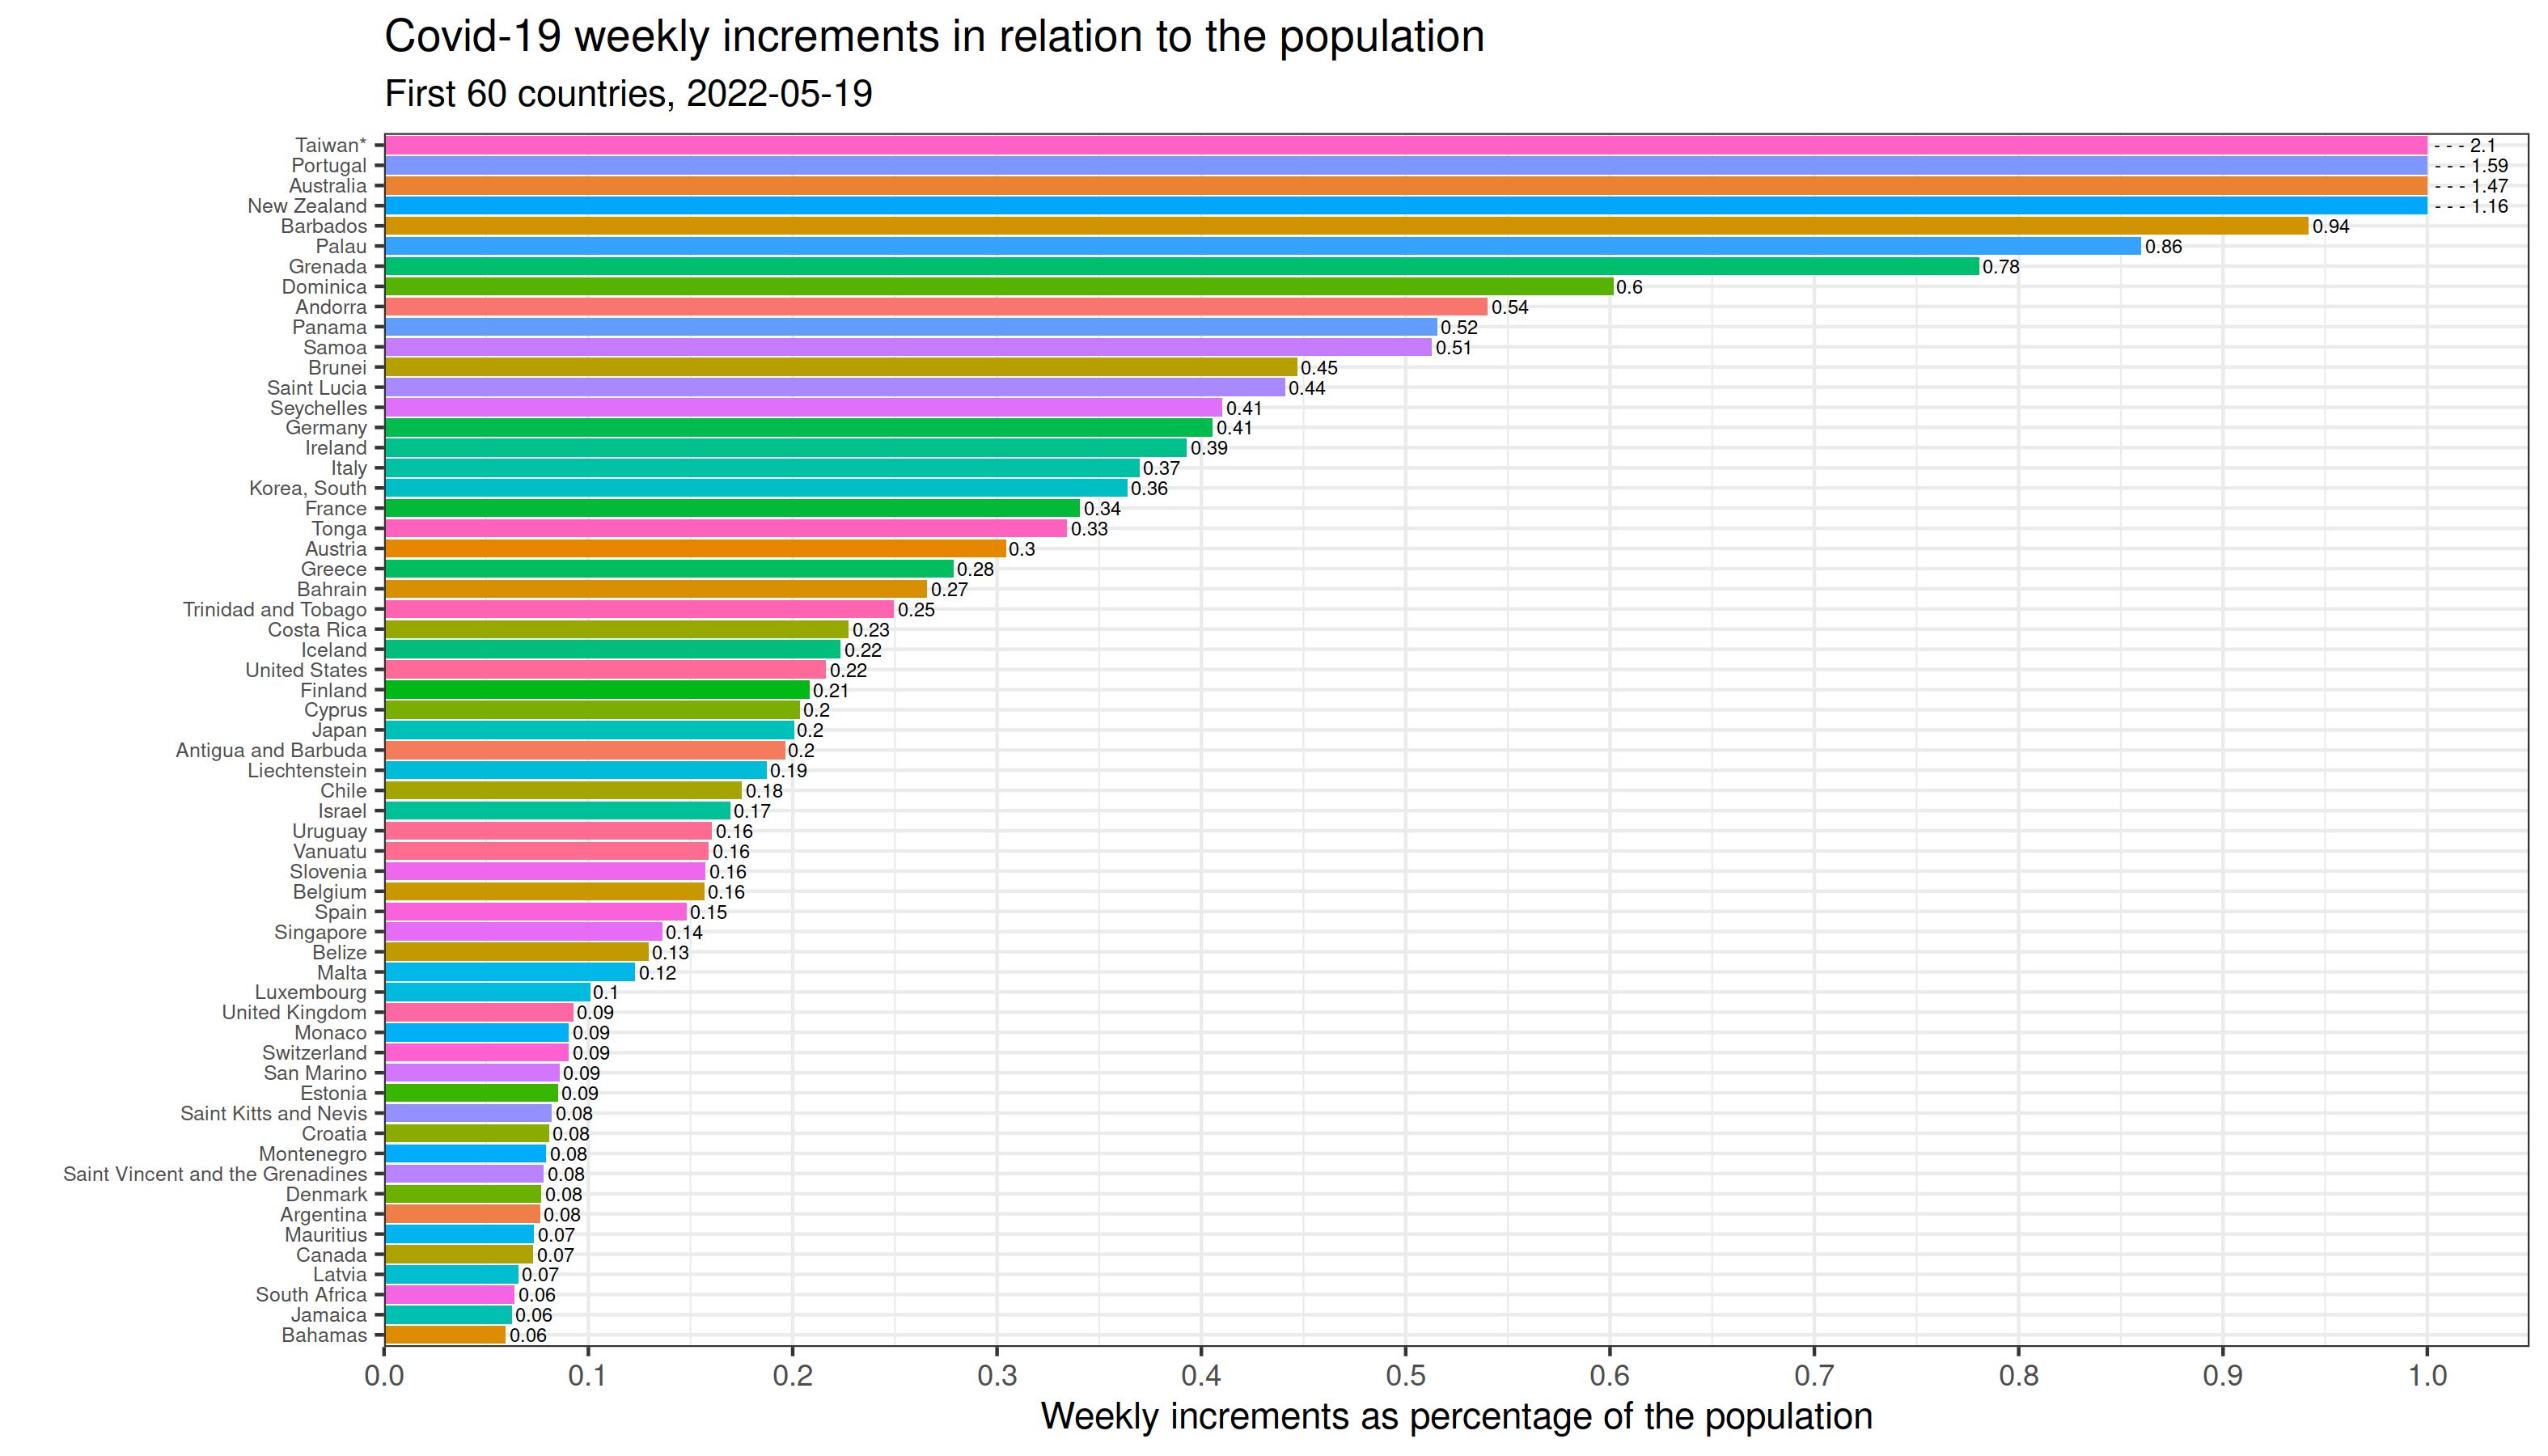 Covid-19 weekly increments in relation to the population
First 60 countries, 2022-05-19
Taiwan* - - - 2.1
Portugal - - - 1.59
Australia - - - 1.47
New Zealand - - - 1.16
Barbados 0.94
Palau 0.86
Grenada 0.78
Dominica 0.6
Andorra 0.54
Panama 0.52
Samoa 0.51
Brunei 0.45
Saint Lucia 0.44
Seychelles 0.41
Germany 0.41
Ireland 0.39
Italy 0.37
Korea, South 0.36
France 0.34
Tonga 0.33
Austria 0.3
Greece 0.28
Bahrain 0.27
Trinidad and Tobago 0.25
Costa Rica 0.23
Iceland 0.22
United States 0.22
Finland 0.21
Cyprus 0.2
Japan 0.2
Antigua and Barbuda 0.2
Liechtenstein 0.19
Chile 0.18
Israel 0.17
Uruguay 0.16
Vanuatu 0.16
Slovenia 0.16
Belgium 0.16
Spain 0.15
Singapore 0.14
Belize 0.13
Malta 0.12
Luxembourg 0.1
United Kingdom 0.09
Monaco 0.09
Switzerland 0.09
San Marino 0.09
Estonia 0.09
Saint Kitts and Nevis 0.08
Croatia 0.08
Montenegro 0.08
Saint Vincent and the Grenadines 0.08
Denmark 0.08
Argentina 0.08
Mauritius 0.07
Canada 0.07
Latvia 0.07
South Africa 0.06
Jamaica 0.06
Bahamas 0.06
0.0 0.1 0.2 0.3 0.4 0.5 0.6 0.7 0.8 0.9 1.0
Weekly increments as percentage of the population